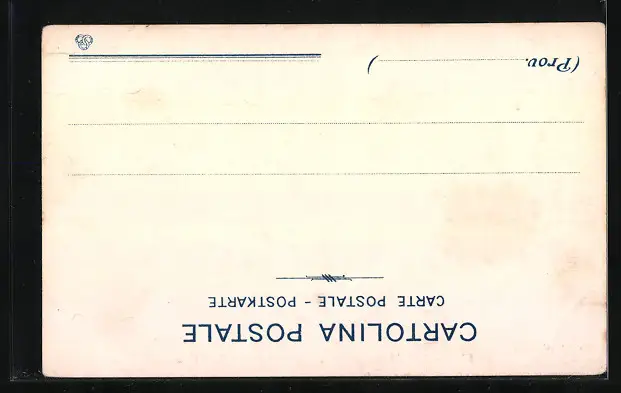 CARTOLINA POSTALE
CARTE POSTALE - POSTKARTE
(Prov. )